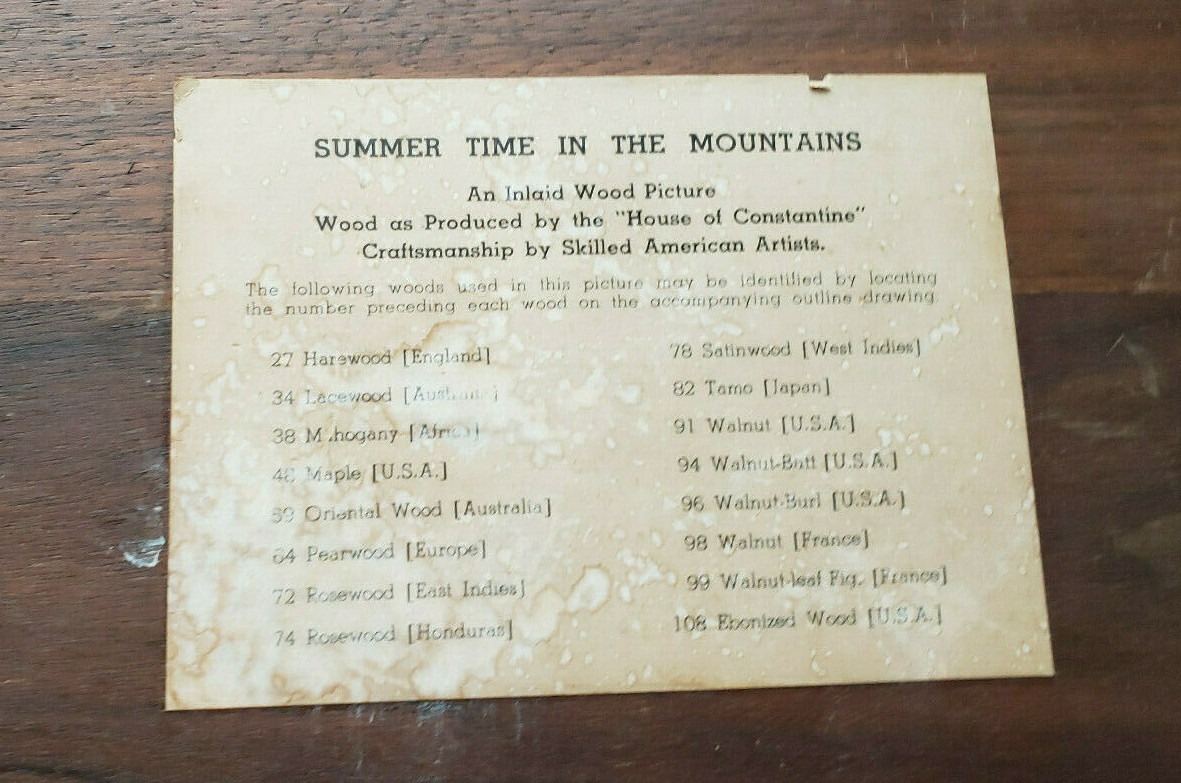 SUMMER TIME IN THE MOUNTAINS
An Inlaid Wood Picture
Wood as Produced by the "House of Constantine"
Craftsmanship by Skilled American Artists.
The following woods used in this picture may be identified by locating
the number preceding each wood on the accompanying outline drawing.
27 Harewood [England]
34 Lacewood [Australia]
38 Mahogany [Africa]
Maple [U.S.A.]
Oriental Wood [Australia]
64 Pearwood [Europe]
72 Rosewood [East Indies]
74 Rosewood [Honduras]
78 Satinwood [West Indies]
82 Tamo [Japan]
91 Walnut [U.S.A.]
94 Walnut-Butt [U.S.A.]
96 Walnut-Burl [U.S.A.]
98 Walnut [France]
99 Walnut-leaf Fig. [France]
108 Ebonized Wood [U.S.A.]